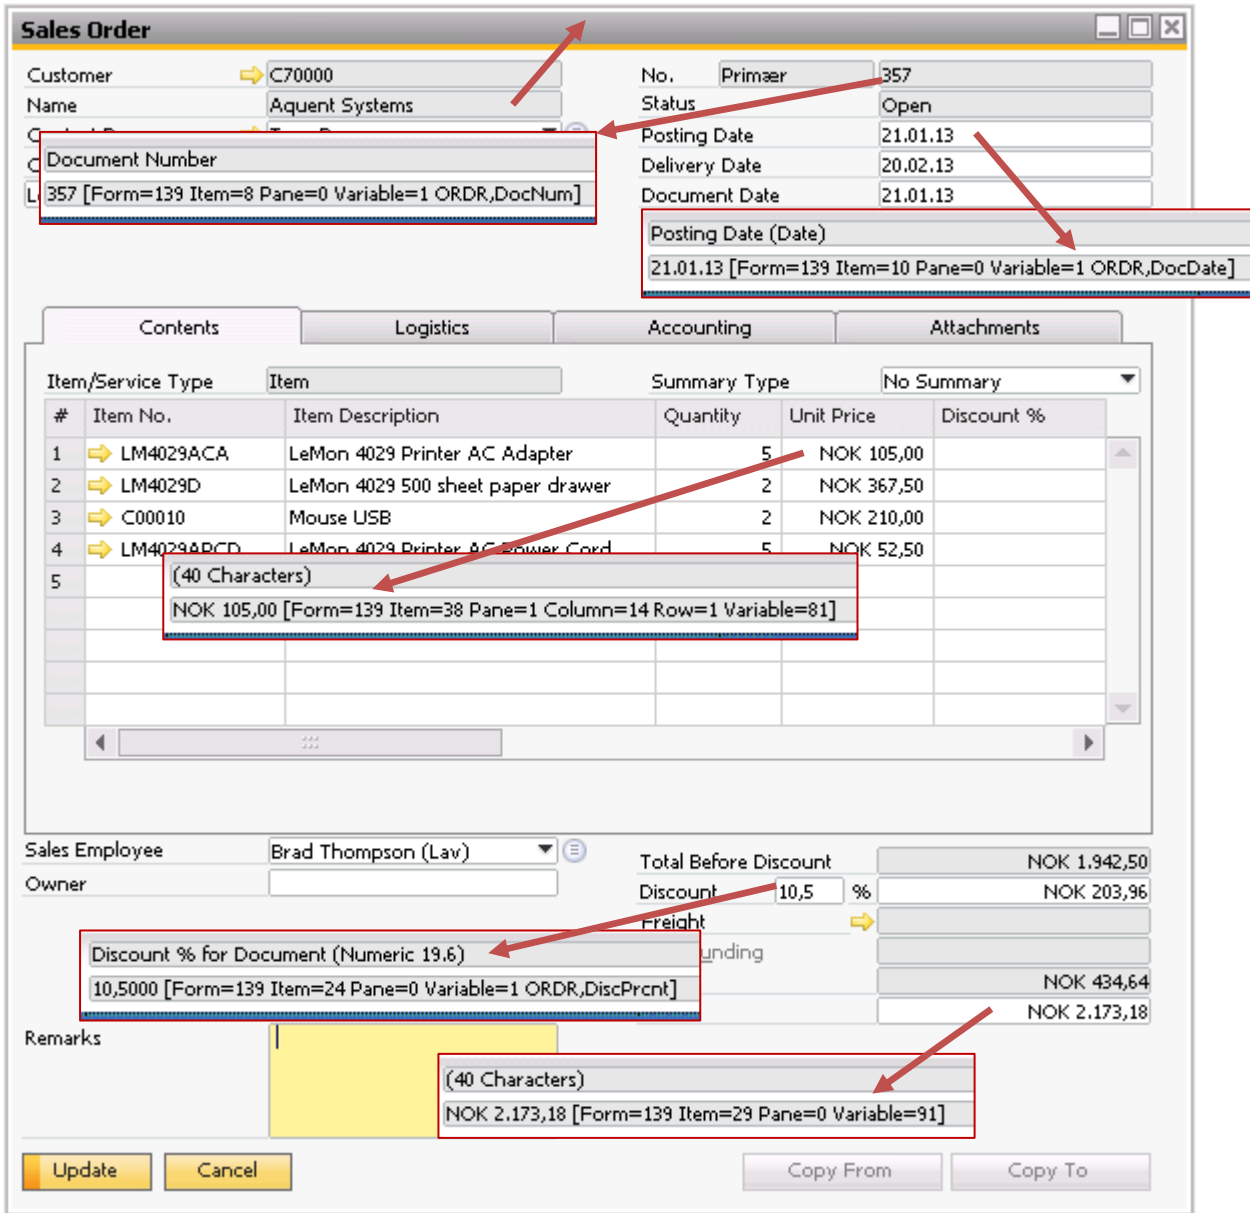 Sales Order
Customer C70000 No. Primær 357
Name Aquent Systems Status Open
Posting Date 21.01.13
Document Number Delivery Date 20.02.13
357 [Form=139 Item=8 Pane=0 Variable=1 ORDR,DocNum] Document Date 21.01.13
Posting Date (Date)
21.01.13 [Form=139 Item=10 Pane=0 Variable=1 ORDR,DocDate]
Contents Logistics Accounting Attachments
Item/Service Type Item Summary Type No Summary
# Item No. Item Description Quantity Unit Price Discount %
1 LM4029ACA LeMon 4029 Printer AC Adapter 5 NOK 105,00
2 LM4029D LeMon 4029 500 sheet paper drawer 2 NOK 367,50
3 C00010 Mouse USB 2 NOK 210,00
4 LM4029APCD LeMon 4029 Printer AC Power Cord 5 NOK 52,50
5 (40 Characters)
NOK 105,00 [Form=139 Item=38 Pane=1 Column=14 Row=1 Variable=81]
Sales Employee Brad Thompson (Lav) Total Before Discount NOK 1.942,50
Owner Discount 10,5 % NOK 203,96
Freight
Discount % for Document (Numeric 19.6)
10,5000 [Form=139 Item=24 Pane=0 Variable=1 ORDR,DiscPrcnt] NOK 434,64
NOK 2.173,18
Remarks
(40 Characters)
NOK 2.173,18 [Form=139 Item=29 Pane=0 Variable=91]
Update Cancel Copy From Copy To